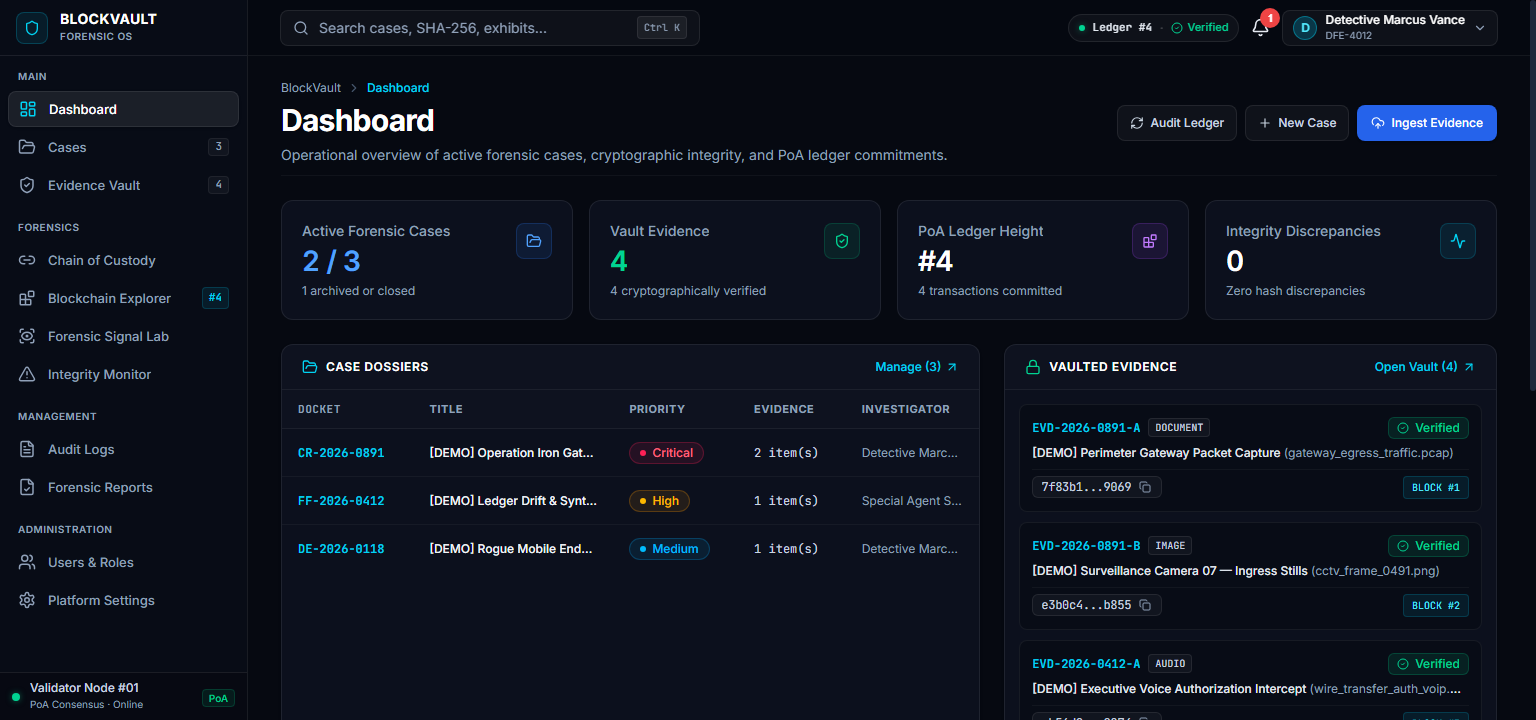 BLOCKVAULT
FORENSIC OS
Search cases, SHA-256, exhibits...
Ctrl K
Ledger #4 · Verified
1
D
Detective Marcus Vance
DFE-4012
MAIN
Dashboard
Cases 3
Evidence Vault 4
FORENSICS
Chain of Custody
Blockchain Explorer #4
Forensic Signal Lab
Integrity Monitor
MANAGEMENT
Audit Logs
Forensic Reports
ADMINISTRATION
Users & Roles
Platform Settings
Validator Node #01
PoA Consensus · Online
PoA
BlockVault > Dashboard
Dashboard
Operational overview of active forensic cases, cryptographic integrity, and PoA ledger commitments.
Audit Ledger
New Case
Ingest Evidence
Active Forensic Cases
2 / 3
1 archived or closed
Vault Evidence
4
4 cryptographically verified
PoA Ledger Height
#4
4 transactions committed
Integrity Discrepancies
0
Zero hash discrepancies
CASE DOSSIERS
Manage (3)
DOCKET TITLE PRIORITY EVIDENCE INVESTIGATOR
CR-2026-0891 [DEMO] Operation Iron Gat... Critical 2 item(s) Detective Marc...
FF-2026-0412 [DEMO] Ledger Drift & Synt... High 1 item(s) Special Agent S...
DE-2026-0118 [DEMO] Rogue Mobile End... Medium 1 item(s) Detective Marc...
VAULTED EVIDENCE
Open Vault (4)
EVD-2026-0891-A DOCUMENT Verified
[DEMO] Perimeter Gateway Packet Capture (gateway_egress_traffic.pcap)
7f83b1...9069 BLOCK #1
EVD-2026-0891-B IMAGE Verified
[DEMO] Surveillance Camera 07 — Ingress Stills (cctv_frame_0491.png)
e3b0c4...b855 BLOCK #2
EVD-2026-0412-A AUDIO Verified
[DEMO] Executive Voice Authorization Intercept (wire_transfer_auth_voip....